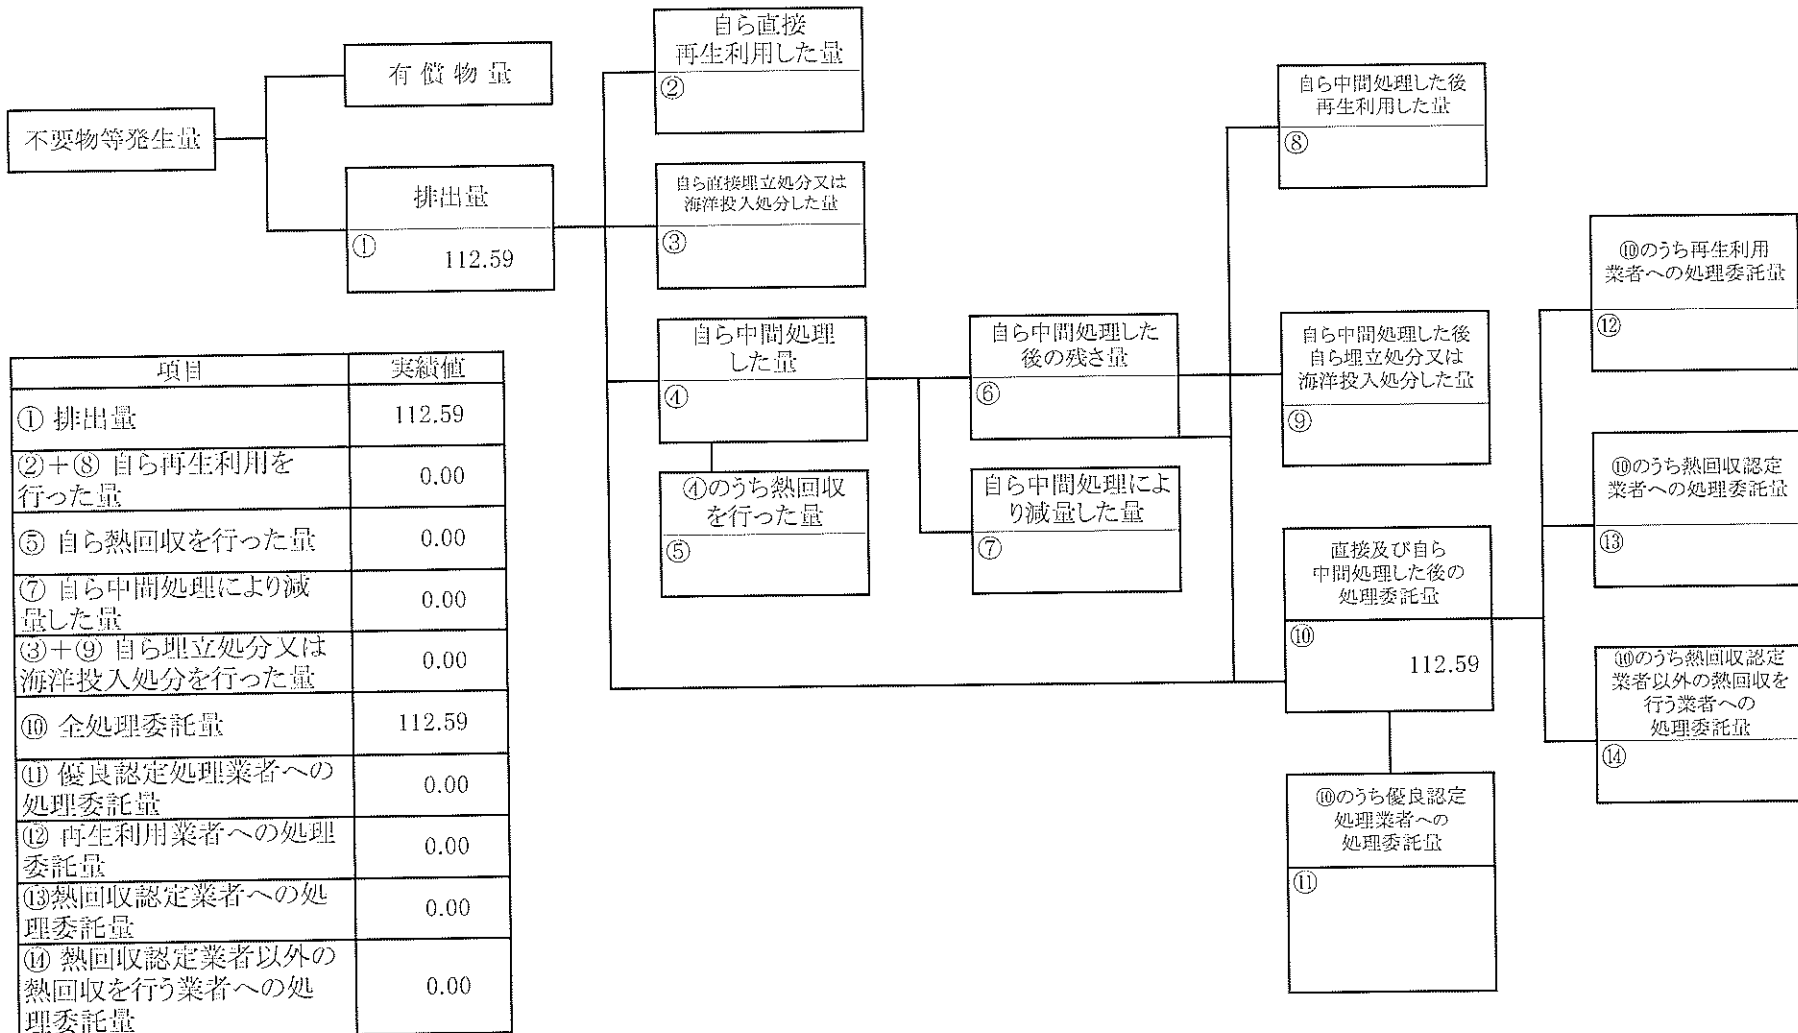 不要物等発生量
有償物量
排出量
①
112.59
自ら直接
再生利用した量
②
自ら直接埋立処分又は
海洋投入処分した量
③
自ら中間処理
した量
④
④のうち熱回収
を行った量
⑤
自ら中間処理した
後の残さ量
⑥
自ら中間処理によ
り減量した量
⑦
自ら中間処理した後
再生利用した量
⑧
自ら中間処理した後
自ら埋立処分又は
海洋投入処分した量
⑨
直接及び自ら
中間処理した後の
処理委託量
⑩
112.59
⑩のうち優良認定
処理業者への
処理委託量
⑪
⑩のうち再生利用
業者への処理委託量
⑫
⑩のうち熱回収認定
業者への処理委託量
⑬
⑩のうち熱回収認定
業者以外の熱回収を
行う業者への
処理委託量
⑭
項目 実績値
① 排出量 112.59
②+⑧ 自ら再生利用を
行った量 0.00
⑤ 自ら熱回収を行った量 0.00
⑦ 自ら中間処理により減
量した量 0.00
③+⑨ 自ら埋立処分又は
海洋投入処分を行った量 0.00
⑩ 全処理委託量 112.59
⑪ 優良認定処理業者への
処理委託量 0.00
⑫ 再生利用業者への処理
委託量 0.00
⑬熱回収認定業者への処
理委託量 0.00
⑭ 熱回収認定業者以外の
熱回収を行う業者への処
理委託量 0.00